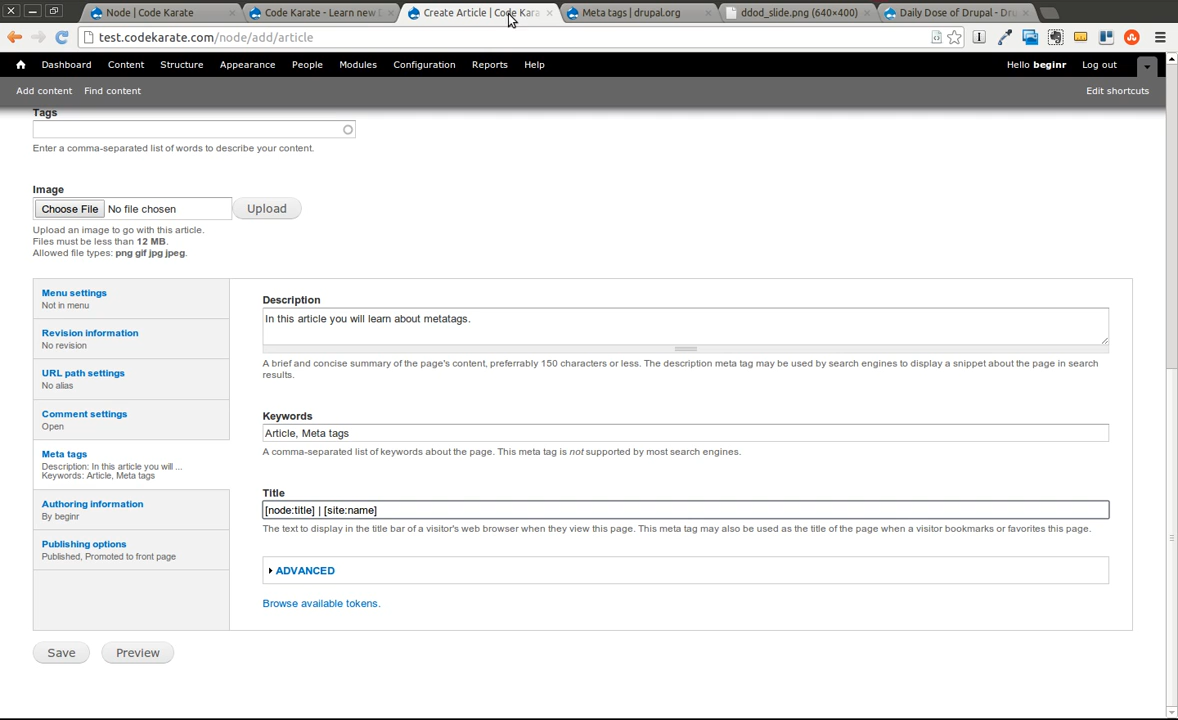 Node | Code Karate
Code Karate - Learn new D
Create Article | Code Kara
Meta tags | drupal.org
ddod_slide.png (640×400)
Daily Dose of Drupal - Dru
test.codekarate.com/node/add/article
Dashboard Content Structure Appearance People Modules Configuration Reports Help
Hello beginr Log out
Add content Find content
Edit shortcuts
Tags
Enter a comma-separated list of words to describe your content.
Image
Choose File No file chosen
Upload
Upload an image to go with this article.
Files must be less than 12 MB.
Allowed file types: png gif jpg jpeg.
Menu settings
Not in menu
Revision information
No revision
URL path settings
No alias
Comment settings
Open
Meta tags
Description: In this article you will ...
Keywords: Article, Meta tags
Authoring information
By beginr
Publishing options
Published, Promoted to front page
Description
In this article you will learn about metatags.
A brief and concise summary of the page's content, preferrably 150 characters or less. The description meta tag may be used by search engines to display a snippet about the page in search
results.
Keywords
Article, Meta tags
A comma-separated list of keywords about the page. This meta tag is not supported by most search engines.
Title
[node:title] | [site:name]
The text to display in the title bar of a visitor's web browser when they view this page. This meta tag may also be used as the title of the page when a visitor bookmarks or favorites this page.
ADVANCED
Browse available tokens.
Save Preview